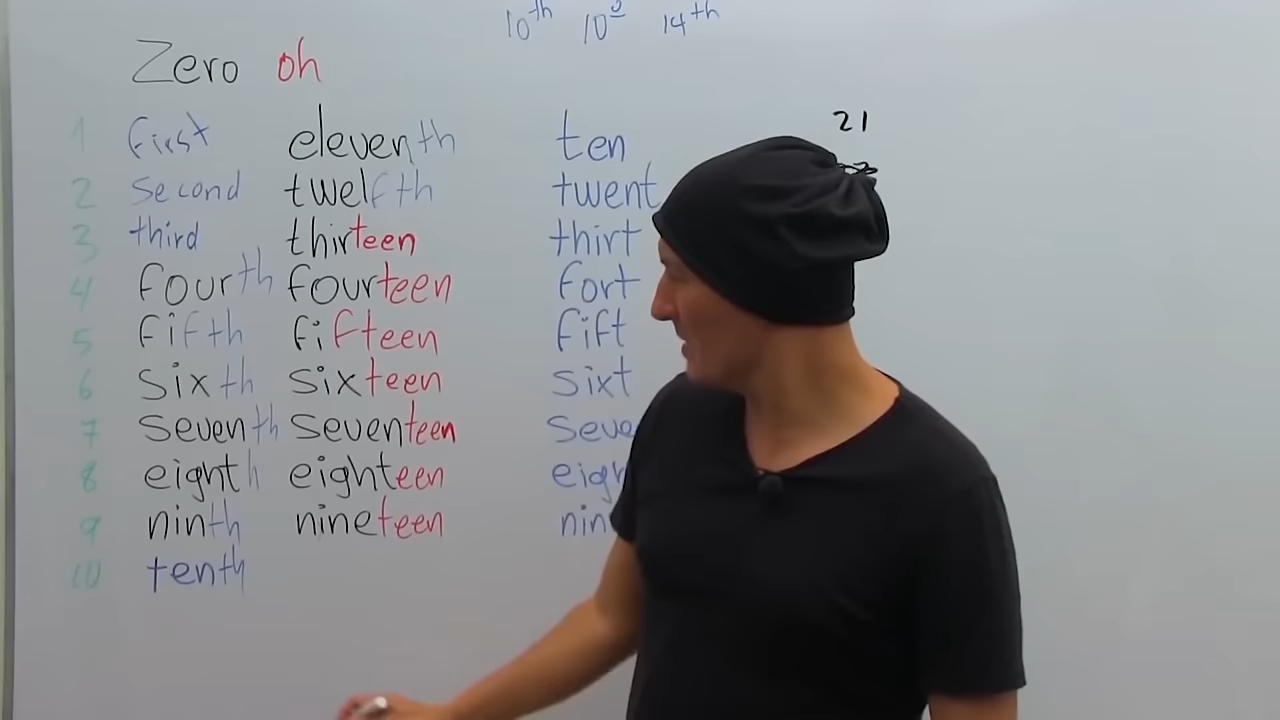 10th 10º 14th
Zero oh
1 first eleventh ten 21
2 second twelfth twent
3 third thirteen thirt
4 fourth fourteen fort
5 fifth fifteen fift
6 sixth sixteen sixt
7 seventh seventeen seve
8 eighth eighteen eigh
9 ninth nineteen nin
10 tenth